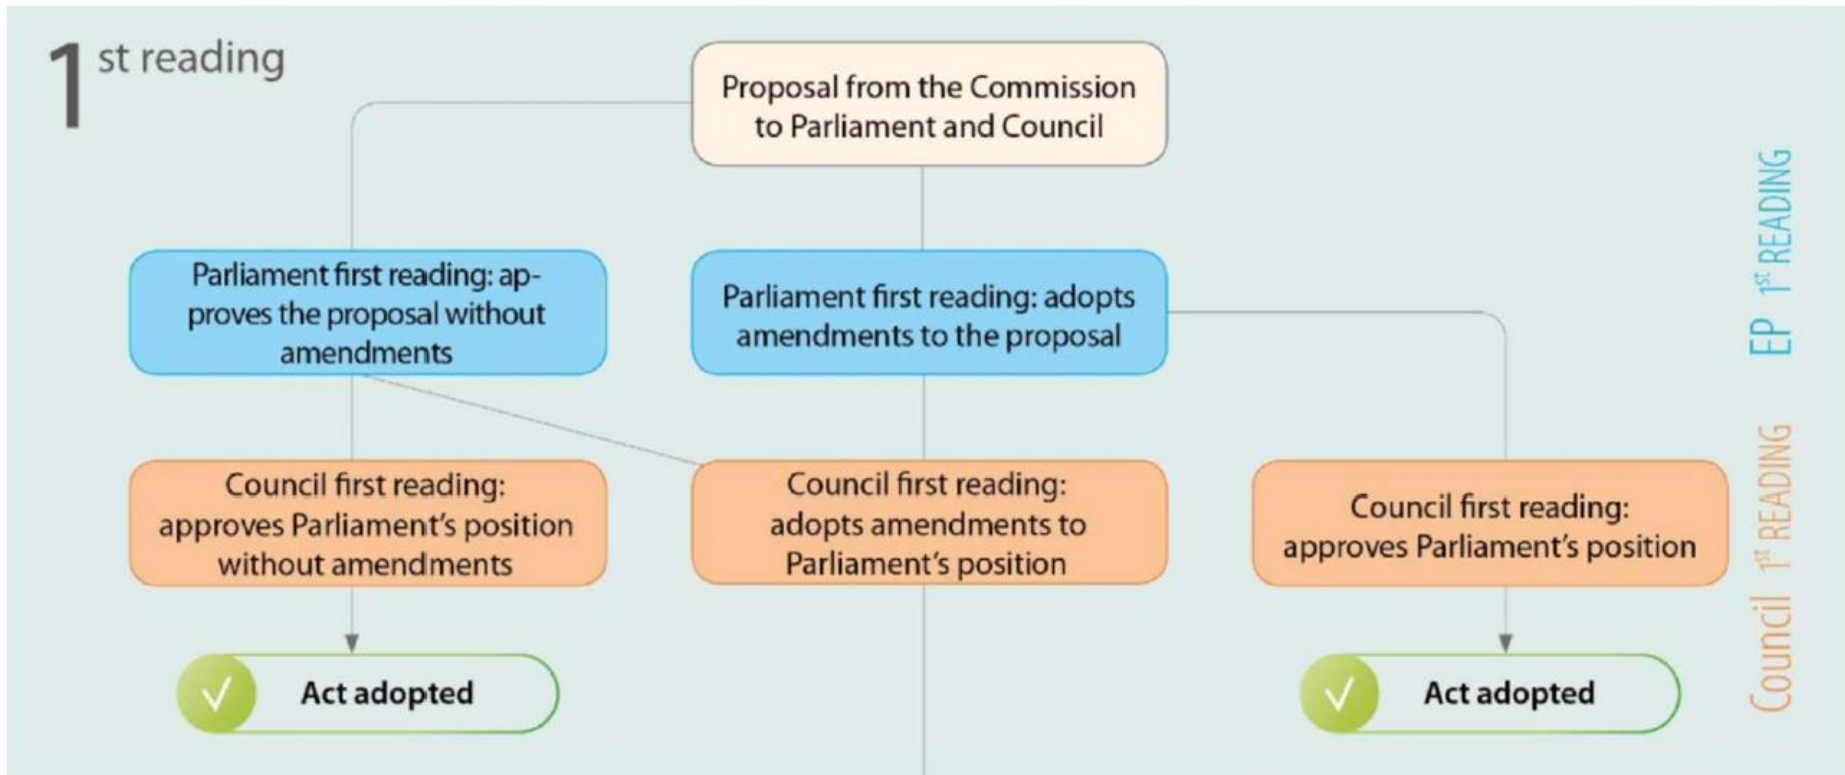 1st reading
Proposal from the Commission
to Parliament and Council
Parliament first reading: ap-
proves the proposal without
amendments
Parliament first reading: adopts
amendments to the proposal
EP 1st READING
Council first reading:
approves Parliament’s position
without amendments
Council first reading:
adopts amendments to
Parliament’s position
Council first reading:
approves Parliament’s position
Council 1st READING
Act adopted
Act adopted